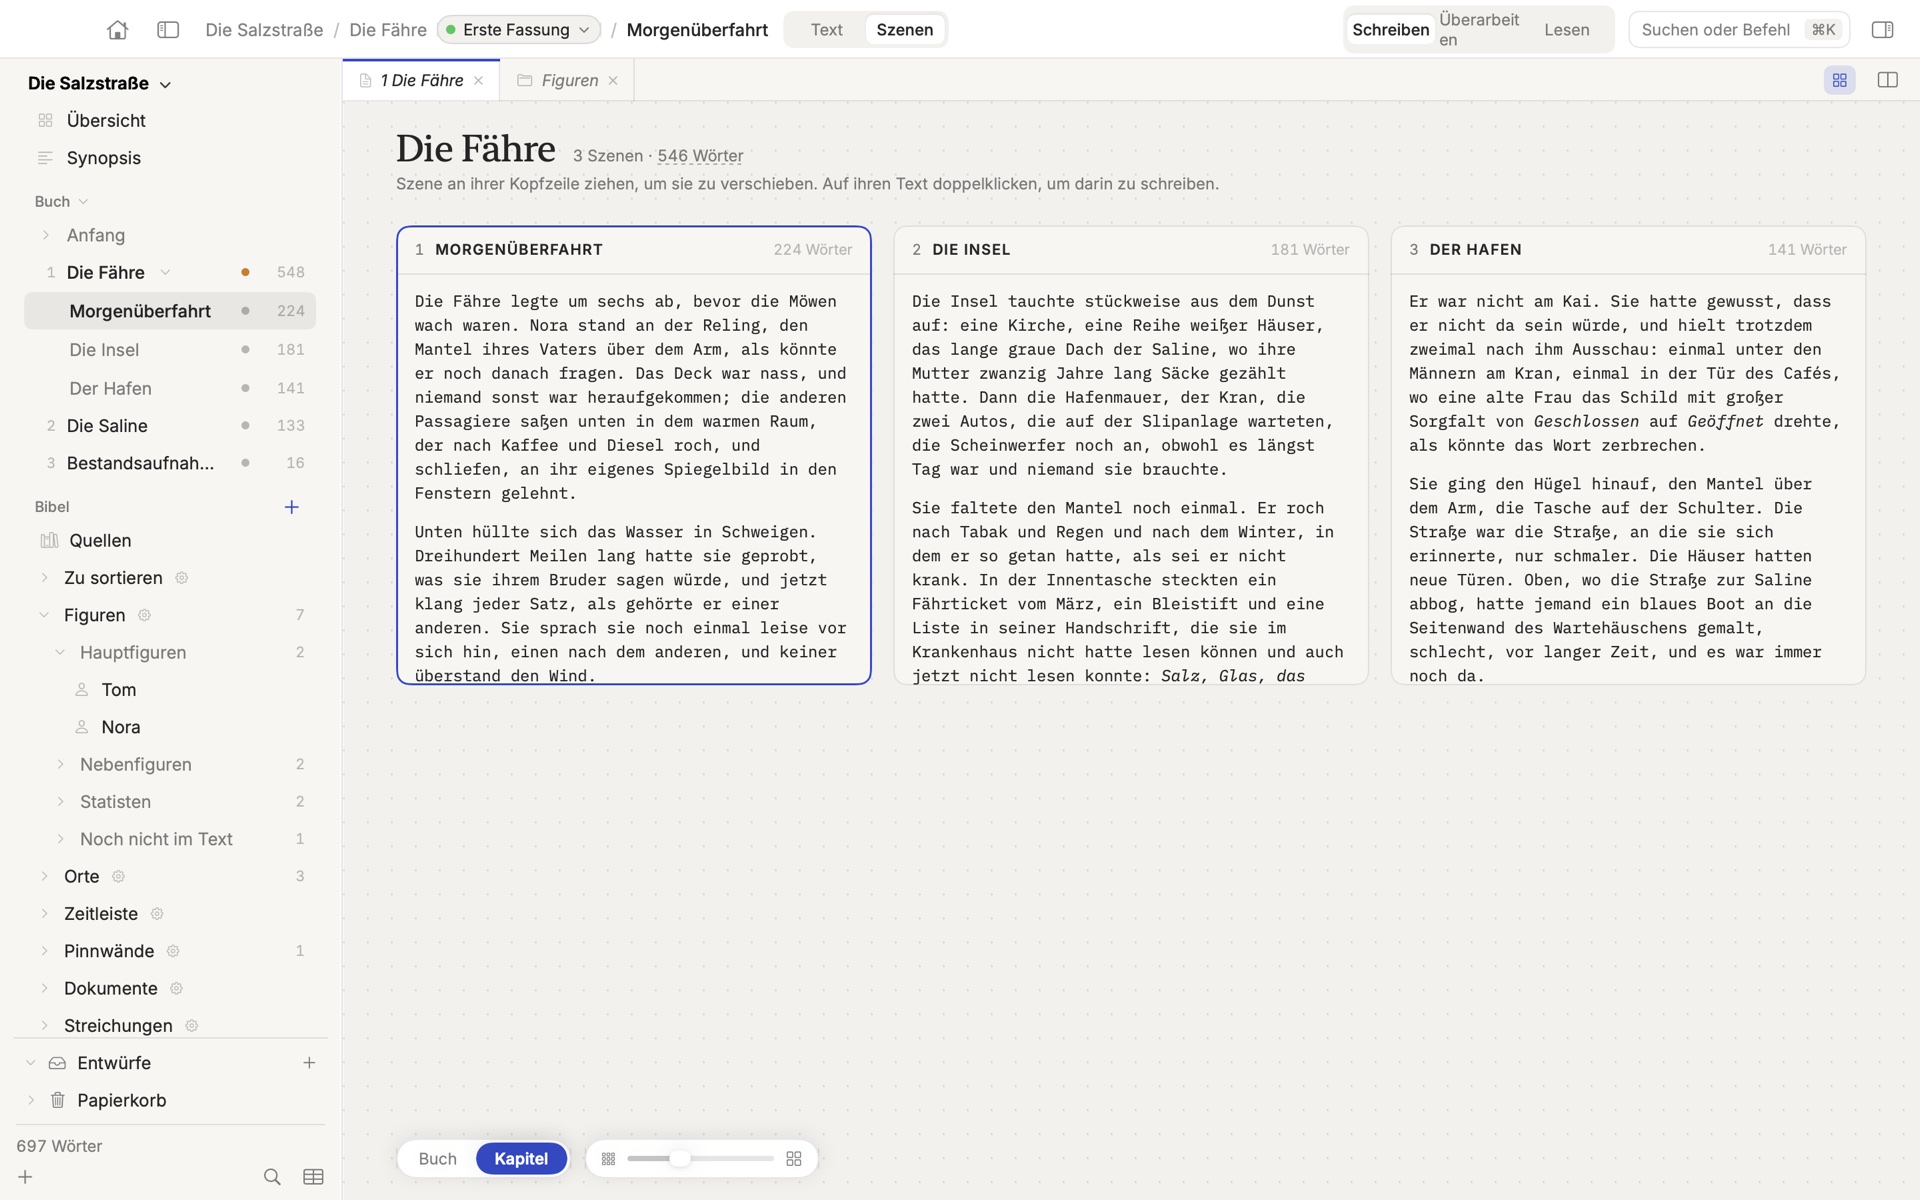 Die Salzstraße / Die Fähre Erste Fassung / Morgenüberfahrt Text Szenen Schreiben Überarbeit
en Lesen Suchen oder Befehl ⌘K
Die Salzstraße
Übersicht
Synopsis
Buch
Anfang
1 Die Fähre 548
Morgenüberfahrt 224
Die Insel 181
Der Hafen 141
2 Die Saline 133
3 Bestandsaufnah... 16
Bibel
Quellen
Zu sortieren
Figuren 7
Hauptfiguren 2
Tom
Nora
Nebenfiguren 2
Statisten 2
Noch nicht im Text 1
Orte 3
Zeitleiste
Pinnwände 1
Dokumente
Streichungen
Entwürfe
Papierkorb
697 Wörter
1 Die Fähre
Figuren
Die Fähre 3 Szenen · 546 Wörter
Szene an ihrer Kopfzeile ziehen, um sie zu verschieben. Auf ihren Text doppelklicken, um darin zu schreiben.
1 MORGENÜBERFAHRT 224 Wörter
Die Fähre legte um sechs ab, bevor die Möwen
wach waren. Nora stand an der Reling, den
Mantel ihres Vaters über dem Arm, als könnte
er noch danach fragen. Das Deck war nass, und
niemand sonst war heraufgekommen; die anderen
Passagiere saßen unten in dem warmen Raum,
der nach Kaffee und Diesel roch, und
schliefen, an ihr eigenes Spiegelbild in den
Fenstern gelehnt.
Unten hüllte sich das Wasser in Schweigen.
Dreihundert Meilen lang hatte sie geprobt,
was sie ihrem Bruder sagen würde, und jetzt
klang jeder Satz, als gehörte er einer
anderen. Sie sprach sie noch einmal leise vor
sich hin, einen nach dem anderen, und keiner
überstand den Wind.
2 DIE INSEL 181 Wörter
Die Insel tauchte stückweise aus dem Dunst
auf: eine Kirche, eine Reihe weißer Häuser,
das lange graue Dach der Saline, wo ihre
Mutter zwanzig Jahre lang Säcke gezählt
hatte. Dann die Hafenmauer, der Kran, die
zwei Autos, die auf der Slipanlage warteten,
die Scheinwerfer noch an, obwohl es längst
Tag war und niemand sie brauchte.
Sie faltete den Mantel noch einmal. Er roch
nach Tabak und Regen und nach dem Winter, in
dem er so getan hatte, als sei er nicht
krank. In der Innentasche steckten ein
Fährticket vom März, ein Bleistift und eine
Liste in seiner Handschrift, die sie im
Krankenhaus nicht hatte lesen können und auch
jetzt nicht lesen konnte: Salz, Glas, das
3 DER HAFEN 141 Wörter
Er war nicht am Kai. Sie hatte gewusst, dass
er nicht da sein würde, und hielt trotzdem
zweimal nach ihm Ausschau: einmal unter den
Männern am Kran, einmal in der Tür des Cafés,
wo eine alte Frau das Schild mit großer
Sorgfalt von Geschlossen auf Geöffnet drehte,
als könnte das Wort zerbrechen.
Sie ging den Hügel hinauf, den Mantel über
dem Arm, die Tasche auf der Schulter. Die
Straße war die Straße, an die sie sich
erinnerte, nur schmaler. Die Häuser hatten
neue Türen. Oben, wo die Straße zur Saline
abbog, hatte jemand ein blaues Boot an die
Seitenwand des Wartehäuschens gemalt,
schlecht, vor langer Zeit, und es war immer
noch da.
Buch Kapitel